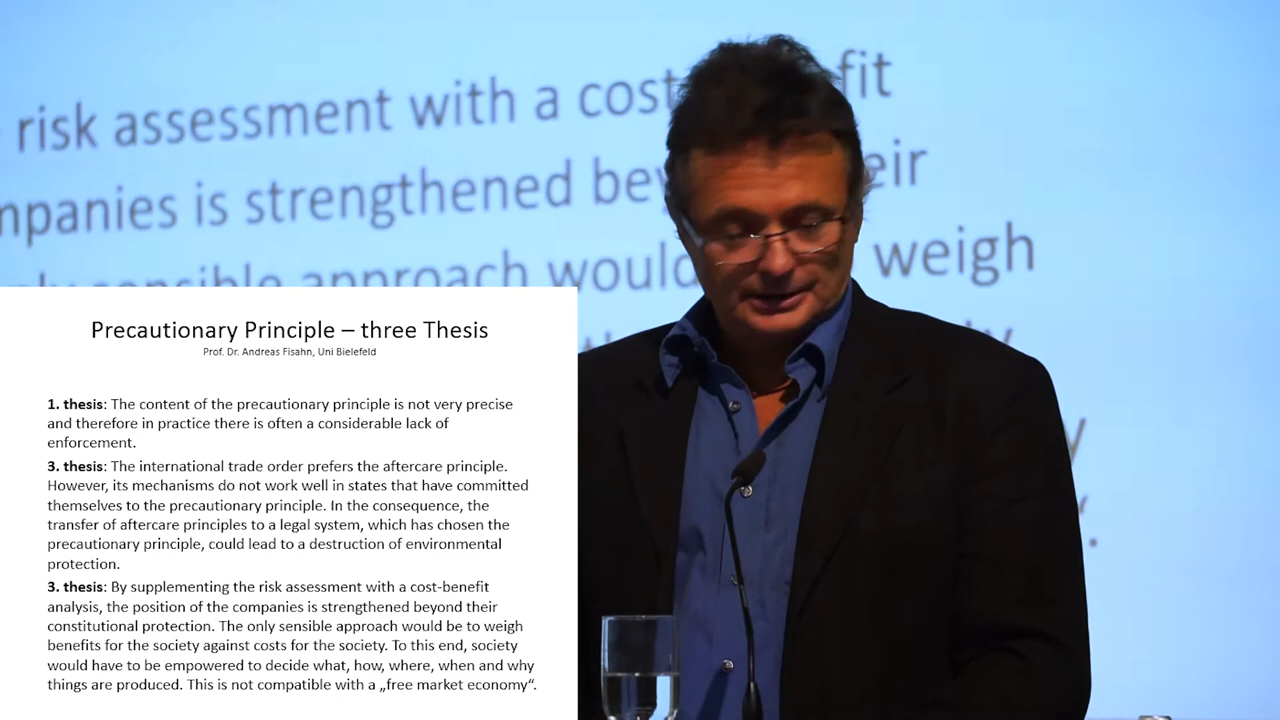 risk assessment with a cost fit
mpanies is strengthened bey eir
sensible approach would weigh
Precautionary Principle – three Thesis
Prof. Dr. Andreas Fisahn, Uni Bielefeld
1. thesis: The content of the precautionary principle is not very precise
and therefore in practice there is often a considerable lack of
enforcement.
3. thesis: The international trade order prefers the aftercare principle.
However, its mechanisms do not work well in states that have committed
themselves to the precautionary principle. In the consequence, the
transfer of aftercare principles to a legal system, which has chosen the
precautionary principle, could lead to a destruction of environmental
protection.
3. thesis: By supplementing the risk assessment with a cost-benefit
analysis, the position of the companies is strengthened beyond their
constitutional protection. The only sensible approach would be to weigh
benefits for the society against costs for the society. To this end, society
would have to be empowered to decide what, how, where, when and why
things are produced. This is not compatible with a „free market economy“.